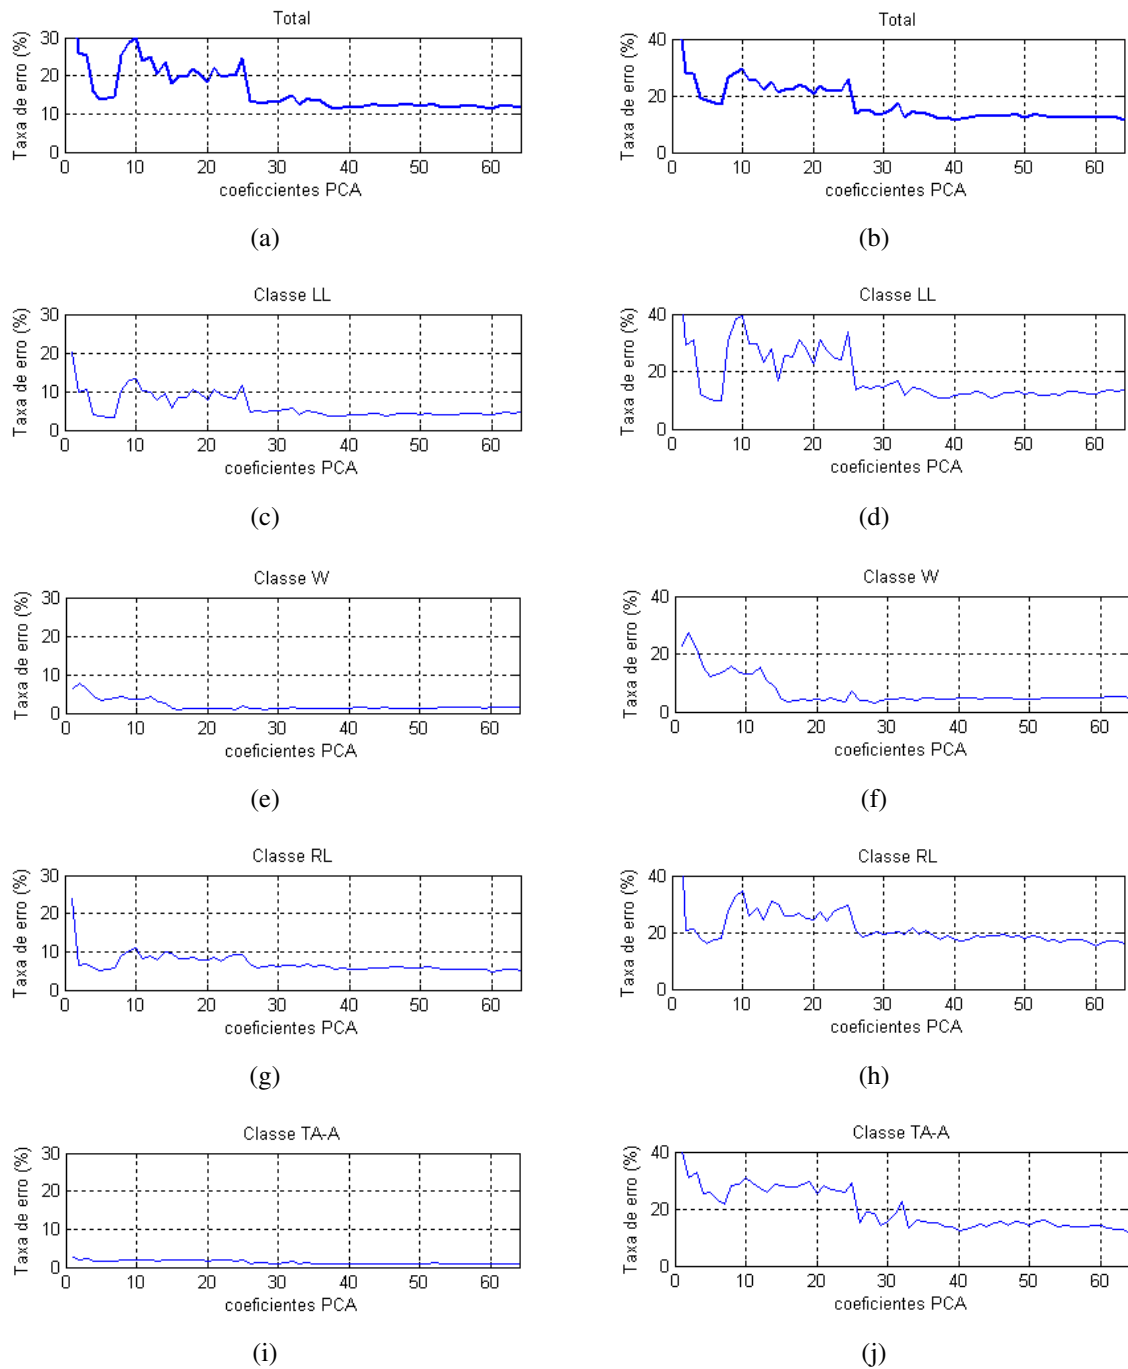 Total
Taxa de erro (%)
30
20
10
0
0 10 20 30 40 50 60
coeficcientes PCA
(a)
Total
Taxa de erro (%)
40
20
0
0 10 20 30 40 50 60
coeficcientes PCA
(b)
Classe LL
Taxa de erro (%)
30
20
10
0
0 10 20 30 40 50 60
coeficientes PCA
(c)
Classe LL
Taxa de erro (%)
40
20
0
0 10 20 30 40 50 60
coeficientes PCA
(d)
Classe W
Taxa de erro (%)
30
20
10
0
0 10 20 30 40 50 60
coeficientes PCA
(e)
Classe W
Taxa de erro (%)
40
20
0
0 10 20 30 40 50 60
coeficientes PCA
(f)
Classe RL
Taxa de erro (%)
30
20
10
0
0 10 20 30 40 50 60
coeficientes PCA
(g)
Classe RL
Taxa de erro (%)
40
20
0
0 10 20 30 40 50 60
coeficientes PCA
(h)
Classe TA-A
Taxa de erro (%)
30
20
10
0
0 10 20 30 40 50 60
coeficientes PCA
(i)
Classe TA-A
Taxa de erro (%)
40
20
0
0 10 20 30 40 50 60
coeficientes PCA
(j)